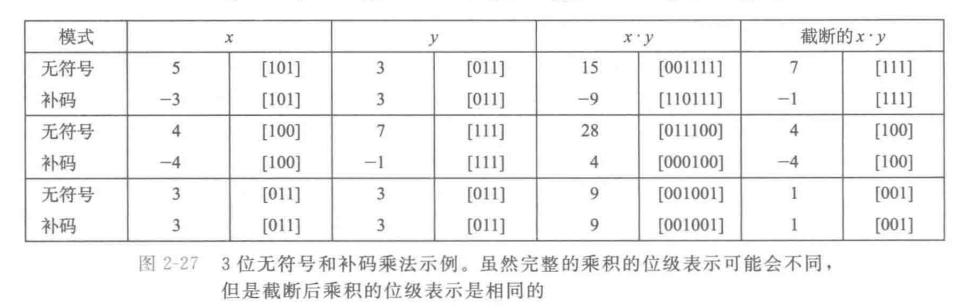 模式 x y x·y 截断的x·y
无符号 5 [101] 3 [011] 15 [001111] 7 [111]
补码 −3 [101] 3 [011] −9 [110111] −1 [111]
无符号 4 [100] 7 [111] 28 [011100] 4 [100]
补码 −4 [100] −1 [111] 4 [000100] −4 [100]
无符号 3 [011] 3 [011] 9 [001001] 1 [001]
补码 3 [011] 3 [011] 9 [001001] 1 [001]
图 2-27 3 位无符号和补码乘法示例。虽然完整的乘积的位级表示可能会不同，
但是截断后乘积的位级表示是相同的